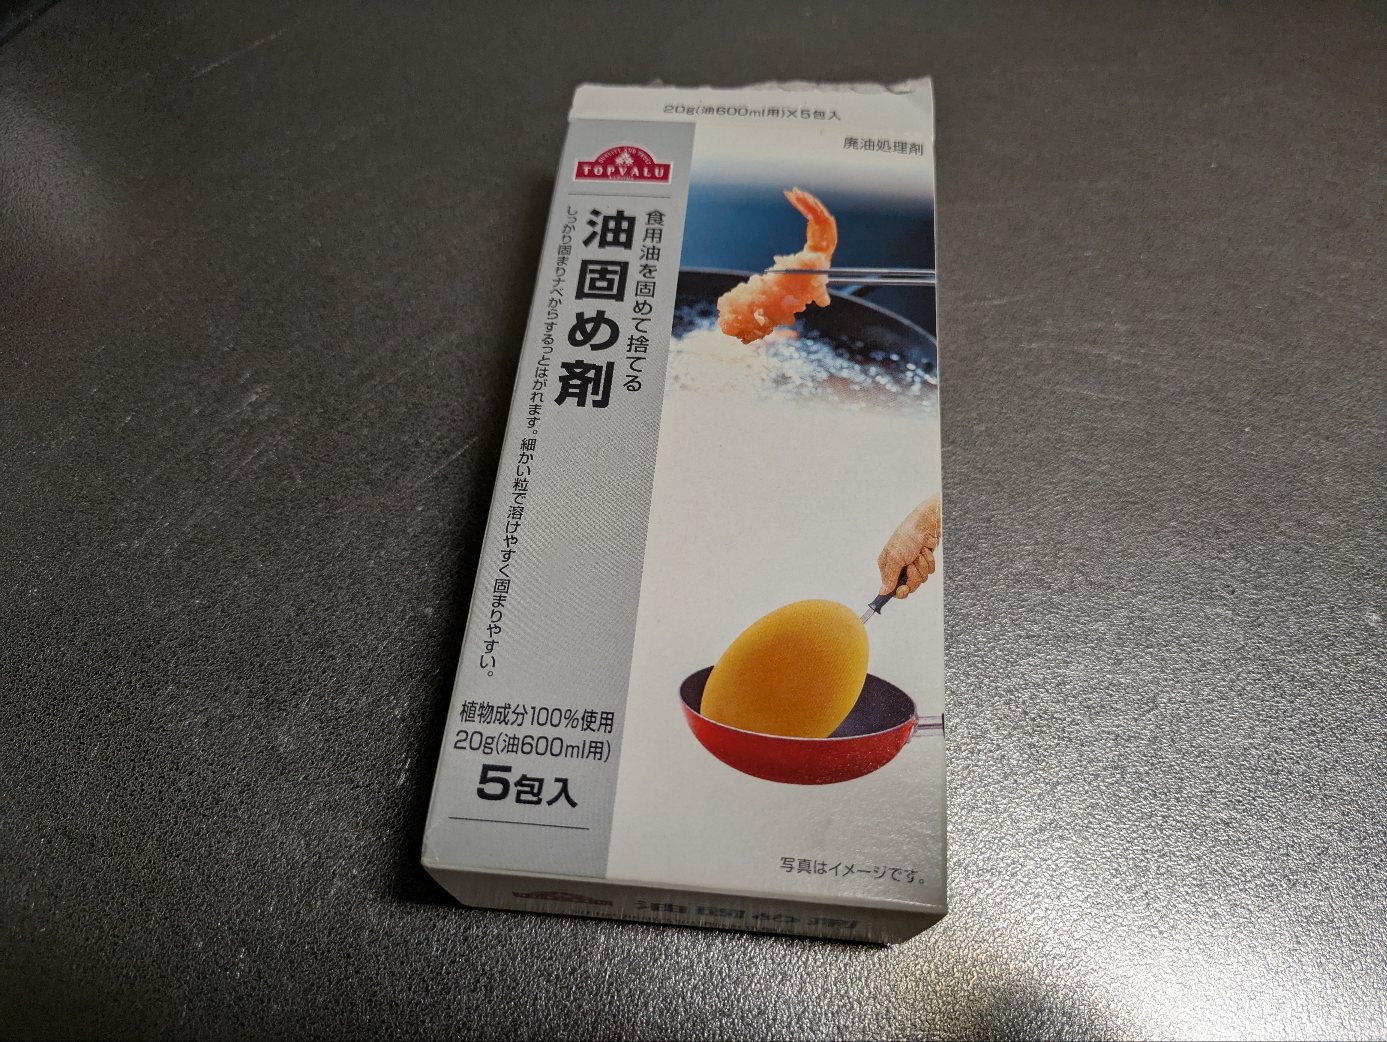 20g(油600ml用)×5包入
廃油処理剤
TOPVALU
食用油を固めて捨てる
油固め剤
しっかり固まりナベからするっとはがれます。細かい粒で溶けやすく固まりやすい。
植物成分100%使用
20g(油600ml用)
5包入
写真はイメージです。